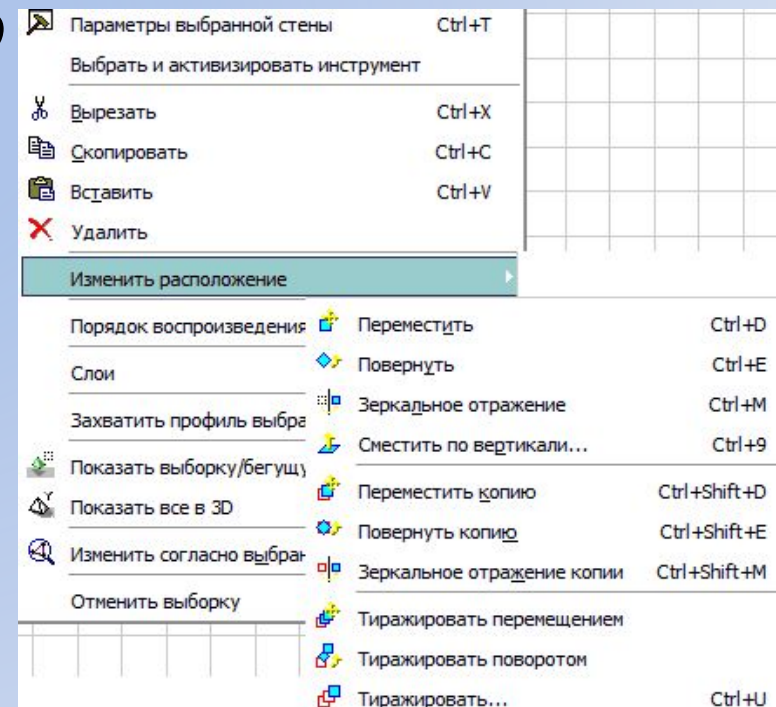 )
Параметры выбранной стены Ctrl+T
Выбрать и активизировать инструмент
Вырезать Ctrl+X
Скопировать Ctrl+C
Вставить Ctrl+V
Удалить
Изменить расположение
Порядок воспроизведения
Слои
Захватить профиль выбра
Показать выборку/бегущу
Показать все в 3D
Изменить согласно выбран
Отменить выборку
Переместить Ctrl+D
Повернуть Ctrl+E
Зеркальное отражение Ctrl+M
Сместить по вертикали... Ctrl+9
Переместить копию Ctrl+Shift+D
Повернуть копию Ctrl+Shift+E
Зеркальное отражение копии Ctrl+Shift+M
Тиражировать перемещением
Тиражировать поворотом
Тиражировать... Ctrl+U